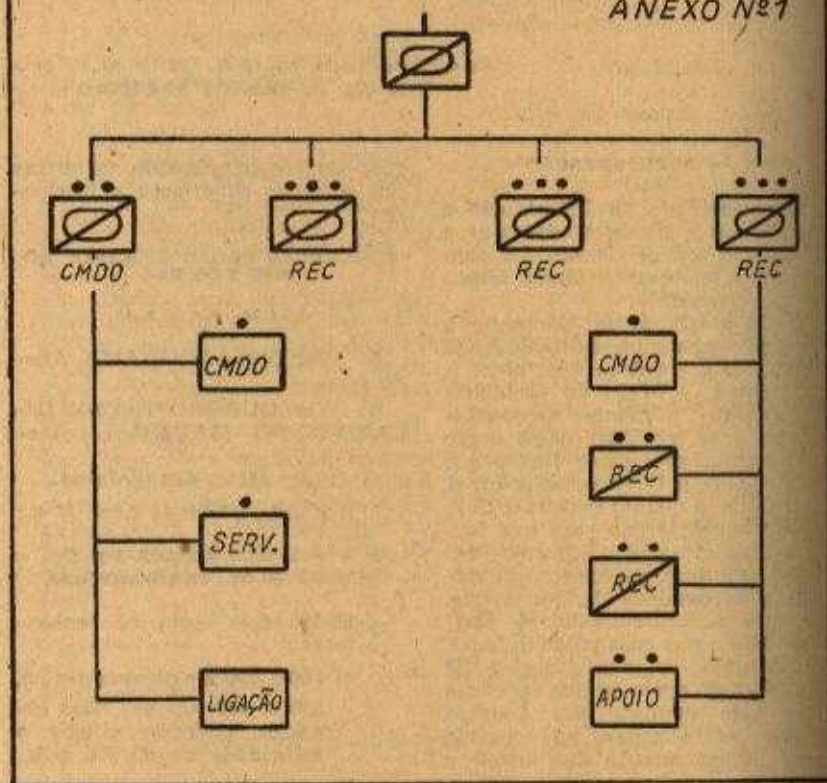 ANEXO Nº1
CMDO
REC
REC
REC
CMDO
SERV.
LIGAÇÃO
CMDO
REC
REC
APOIO